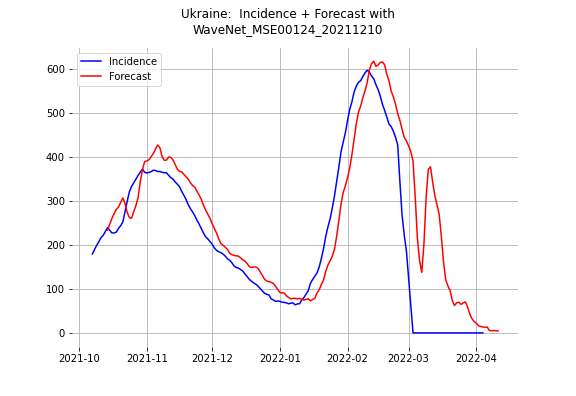 Ukraine:  Incidence + Forecast with
WaveNet_MSE00124_20211210
Incidence
Forecast
600
500
400
300
200
100
0
2021-10 2021-11 2021-12 2022-01 2022-02 2022-03 2022-04